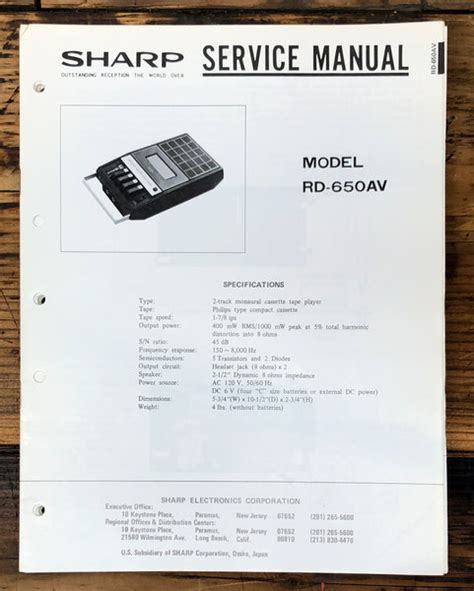 SHARP SERVICE MANUAL
OUTSTANDING RECEPTION THE WORLD OVER
RD-650AV
MODEL
RD-650AV
SPECIFICATIONS
Type: 2-track monaural cassette tape player
Tape: Philips type compact cassette
Tape speed: 1-7/8 ips
Output power: 400 mW RMS/1000 mW peak at 5% total harmonic
distortion into 8 ohms
S/N ratio: 45 dB
Frequency response: 150 ~ 8,000 Hz
Semiconductors: 5 Transistors and 2 Diodes
Output circuit: Headset jack (8 ohms) x 2
Speaker: 2-1/2" Dynamic 8 ohms impedance
Power source: AC 120 V, 50/60 Hz
DC 6 V (four "C" size batteries or external DC power)
Dimensions: 5-3/4"(W) x 10-1/2"(D) x 2-3/4"(H)
Weight: 4 lbs. (without batteries)
SHARP ELECTRONICS CORPORATION
Executive Office:
10 Keystone Place, Paramus, New Jersey 07652 (201) 265-5600
Regional Offices & Distribution Centers:
10 Keystone Place, Paramus, New Jersey 07652 (201) 265-5600
21580 Wilmington Ave. Long Beach, Calif. 90810 (213) 830-4470
U.S. Subsidiary of SHARP Corporation, Osaka, Japan